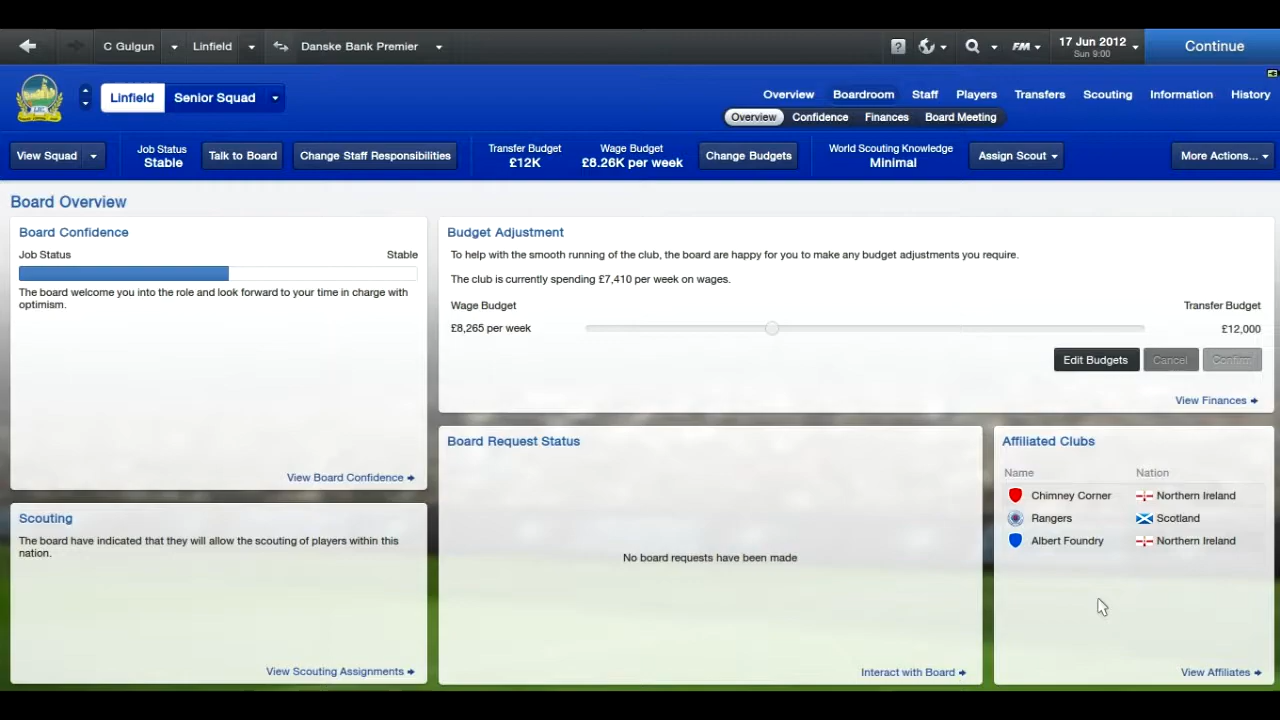 C Gulgun
Linfield
Danske Bank Premier
?
FM
17 Jun 2012
Sun 9:00
Continue
Linfield
Senior Squad
Overview
Boardroom
Staff
Players
Transfers
Scouting
Information
History
Overview
Confidence
Finances
Board Meeting
View Squad
Job Status
Stable
Talk to Board
Change Staff Responsibilities
Transfer Budget
£12K
Wage Budget
£8.26K per week
Change Budgets
World Scouting Knowledge
Minimal
Assign Scout
More Actions...
Board Overview
Board Confidence
Job Status
Stable
The board welcome you into the role and look forward to your time in charge with
optimism.
View Board Confidence
Budget Adjustment
To help with the smooth running of the club, the board are happy for you to make any budget adjustments you require.
The club is currently spending £7,410 per week on wages.
Wage Budget
Transfer Budget
£8,265 per week
£12,000
Edit Budgets
Cancel
Confirm
View Finances
Scouting
The board have indicated that they will allow the scouting of players within this
nation.
View Scouting Assignments
Board Request Status
No board requests have been made
Interact with Board
Affiliated Clubs
Name
Nation
Chimney Corner
Northern Ireland
Rangers
Scotland
Albert Foundry
Northern Ireland
View Affiliates